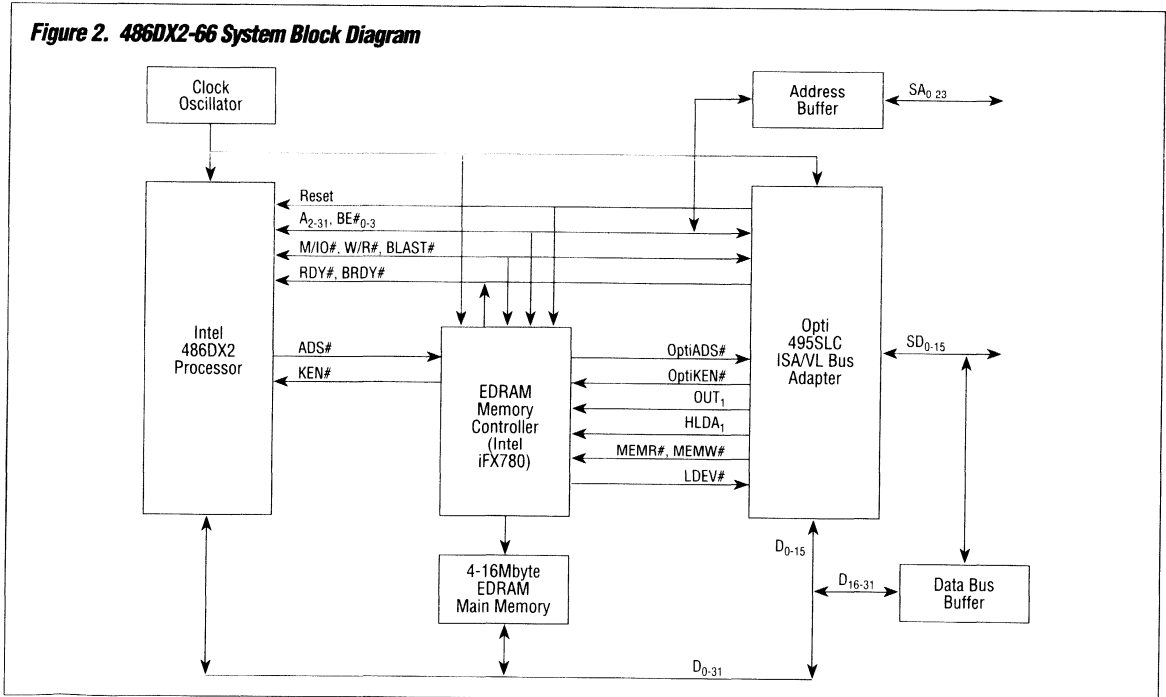 Figure 2. 486DX2-66 System Block Diagram
Clock
Oscillator
Address
Buffer
SA0-23
Reset
A2-31, BE#0-3
M/IO#, W/R#, BLAST#
RDY#, BRDY#
Intel
486DX2
Processor
ADS#
KEN#
EDRAM
Memory
Controller
(Intel
iFX780)
OptiADS#
OptiKEN#
OUT1
HLDA1
MEMR#, MEMW#
LDEV#
Opti
495SLC
ISA/VL Bus
Adapter
SD0-15
4-16Mbyte
EDRAM
Main Memory
D0-15
D16-31
Data Bus
Buffer
D0-31